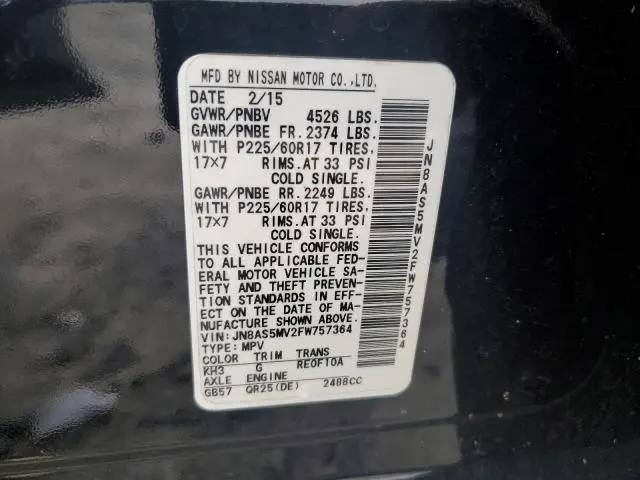 MFD BY NISSAN MOTOR CO.,LTD.
DATE 2/15
GVWR/PNBV 4526 LBS.
GAWR/PNBE FR. 2374 LBS.
WITH P225/60R17 TIRES,
17×7 RIMS.AT 33 PSI
COLD SINGLE.
GAWR/PNBE RR. 2249 LBS.
WITH P225/60R17 TIRES,
17×7 RIMS.AT 33 PSI
COLD SINGLE.
THIS VEHICLE CONFORMS
TO ALL APPLICABLE FED-
ERAL MOTOR VEHICLE SA-
FETY AND THEFT PREVEN-
TION STANDARDS IN EFF-
ECT ON THE DATE OF MA-
NUFACTURE SHOWN ABOVE.
V.I.N: JN8AS5MV2FW757364
TYPE: MPV
COLOR TRIM TRANS
KH3 G RE0F10A
AXLE ENGINE
GB57 QR25(DE) 2488CC
JN8AS5MV2FW757364